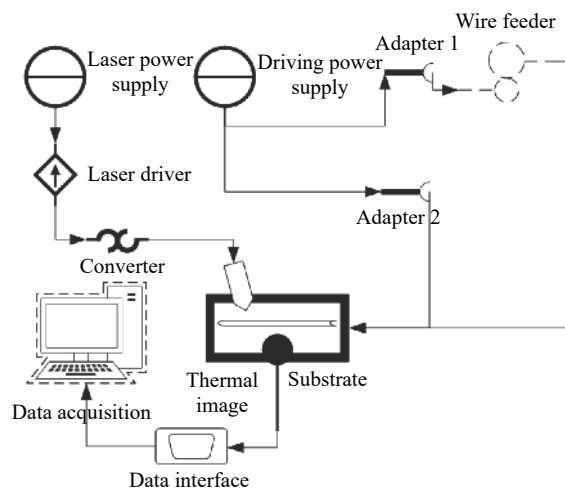 Wire feeder
Adapter 1
Laser power
supply
Driving power
supply
Laser driver
Adapter 2
Converter
Thermal
image
Substrate
Data acquisition
Data interface